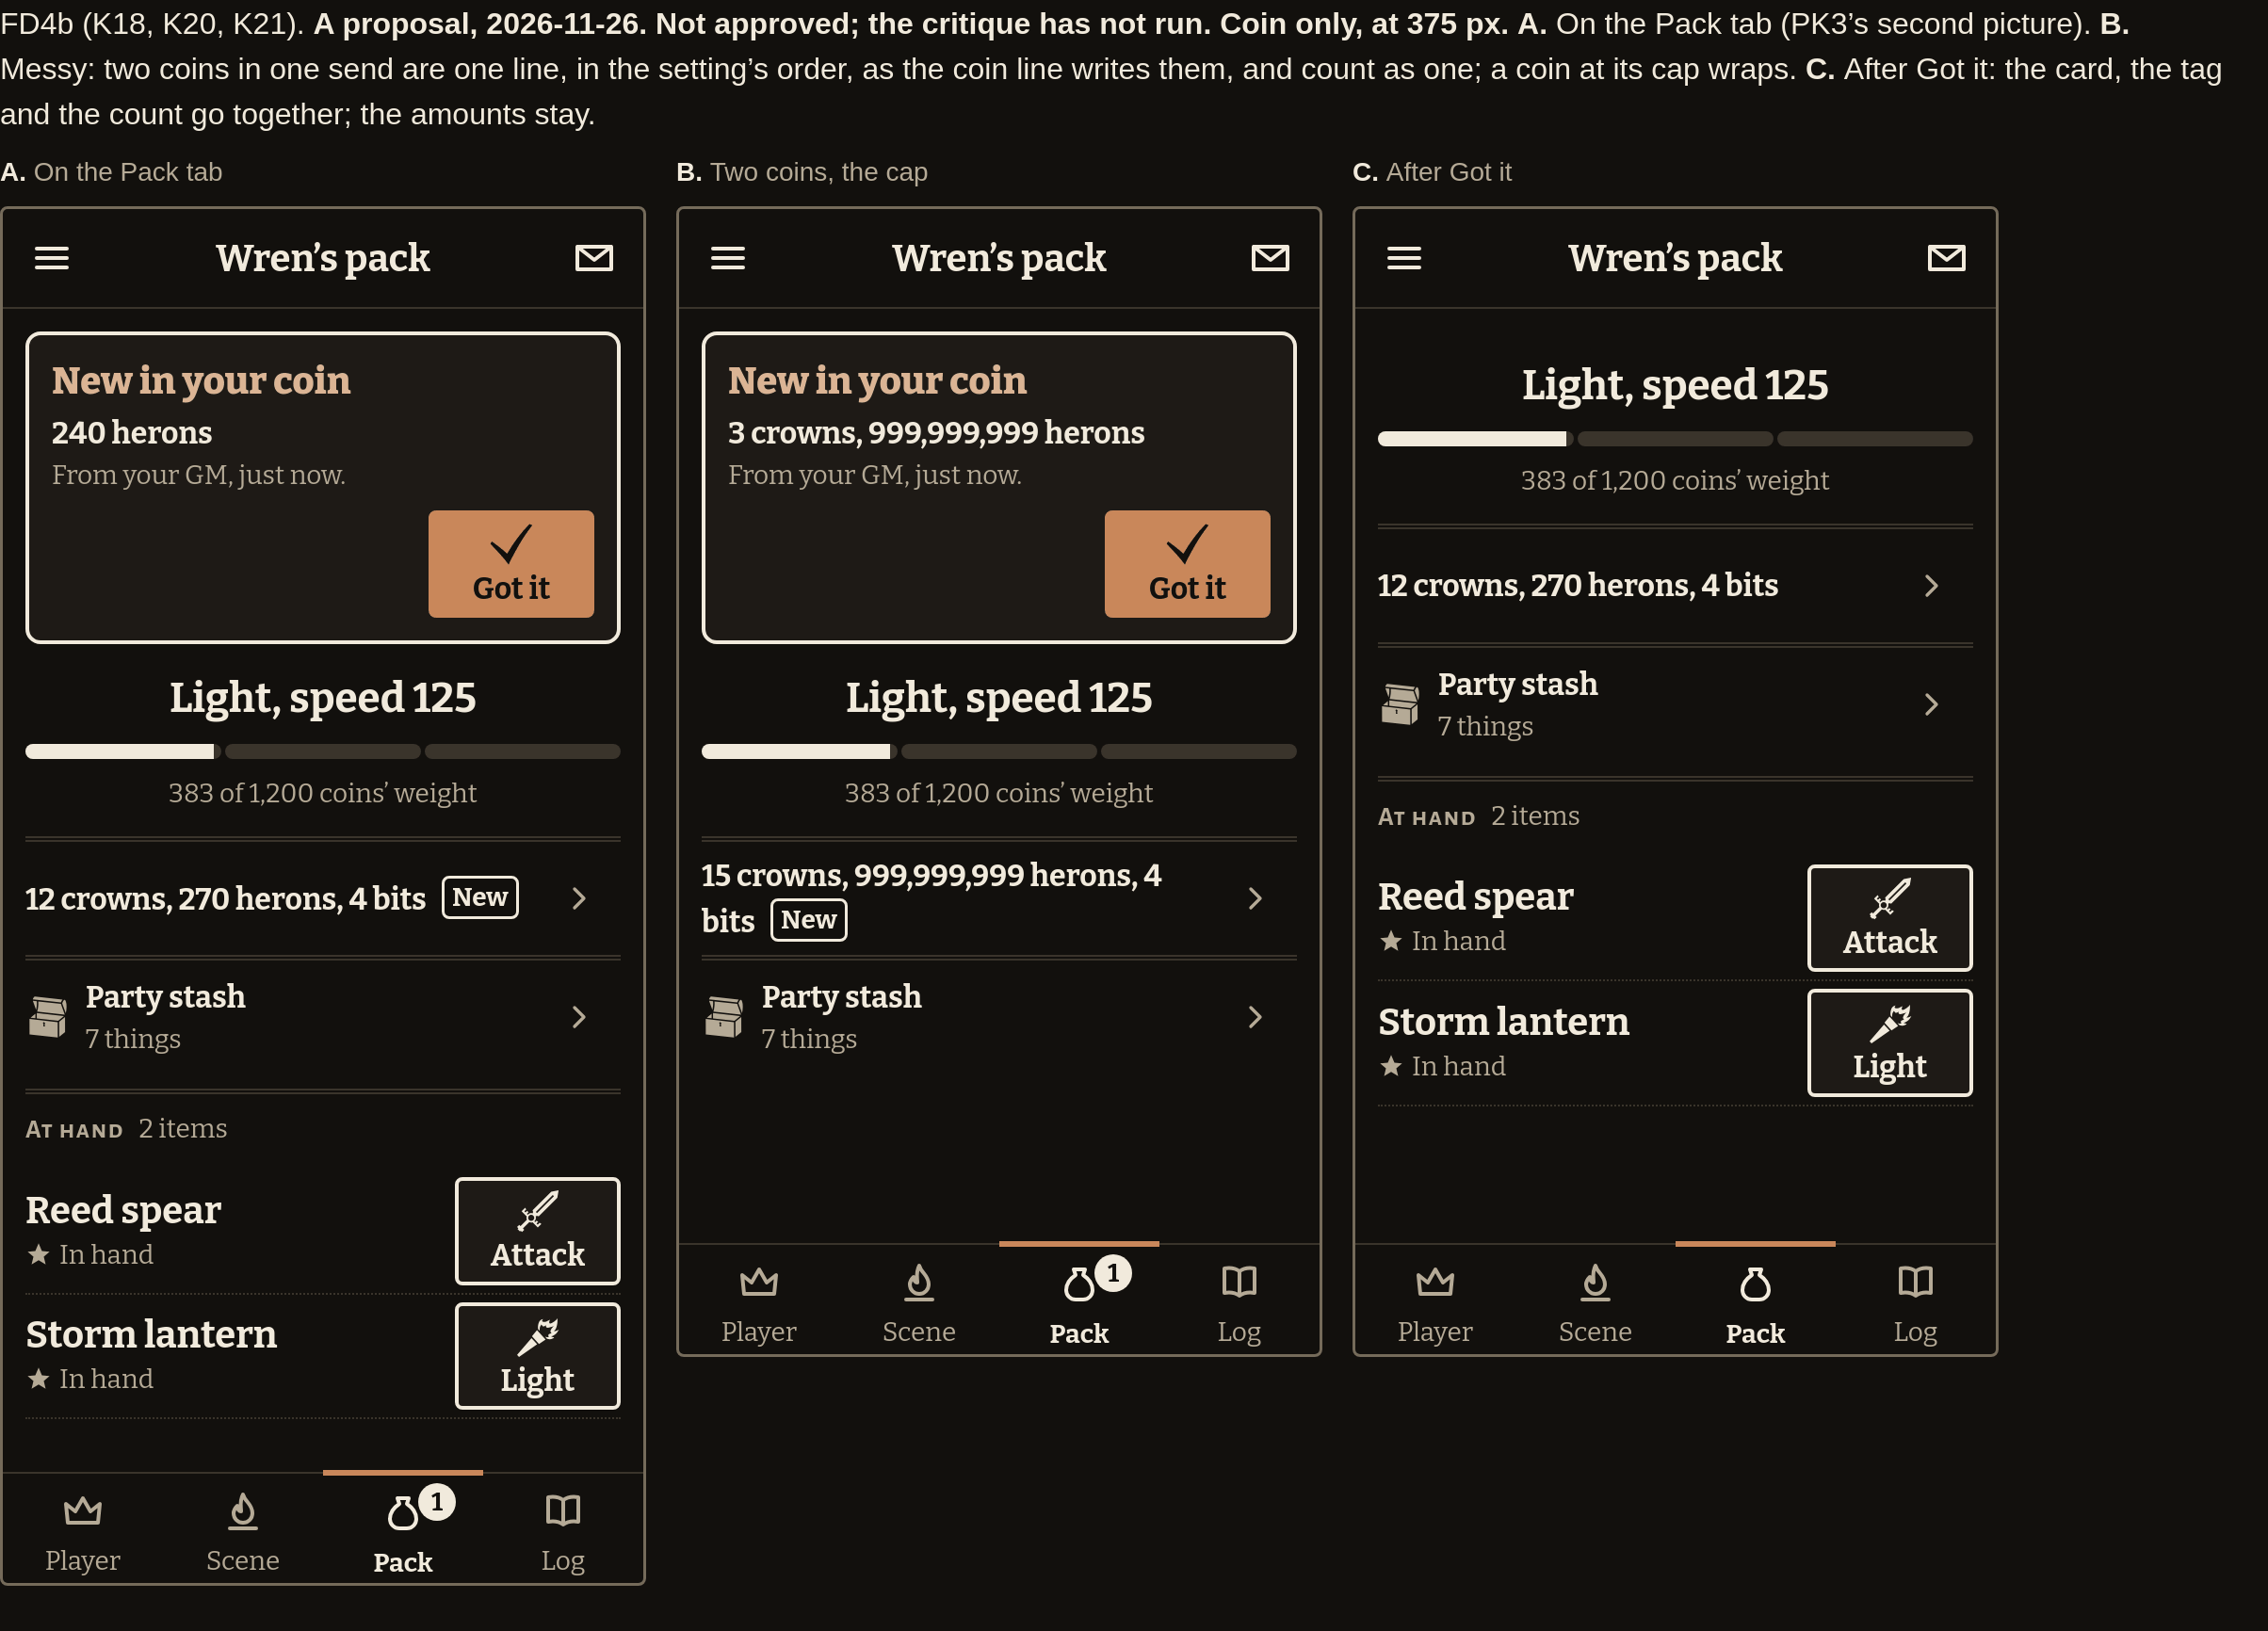 FD4b (K18, K20, K21). A proposal, 2026-11-26. Not approved; the critique has not run. Coin only, at 375 px. A. On the Pack tab (PK3’s second picture). B.
Messy: two coins in one send are one line, in the setting’s order, as the coin line writes them, and count as one; a coin at its cap wraps. C. After Got it: the card, the tag
and the count go together; the amounts stay.
A. On the Pack tab
Wren’s pack
New in your coin
240 herons
From your GM, just now.
Got it
Light, speed 125
383 of 1,200 coins’ weight
12 crowns, 270 herons, 4 bits New
Party stash
7 things
AT HAND 2 items
Reed spear
In hand
Attack
Storm lantern
In hand
Light
1
Player Scene Pack Log
B. Two coins, the cap
Wren’s pack
New in your coin
3 crowns, 999,999,999 herons
From your GM, just now.
Got it
Light, speed 125
383 of 1,200 coins’ weight
15 crowns, 999,999,999 herons, 4
bits New
Party stash
7 things
1
Player Scene Pack Log
C. After Got it
Wren’s pack
Light, speed 125
383 of 1,200 coins’ weight
12 crowns, 270 herons, 4 bits
Party stash
7 things
AT HAND 2 items
Reed spear
In hand
Attack
Storm lantern
In hand
Light
Player Scene Pack Log